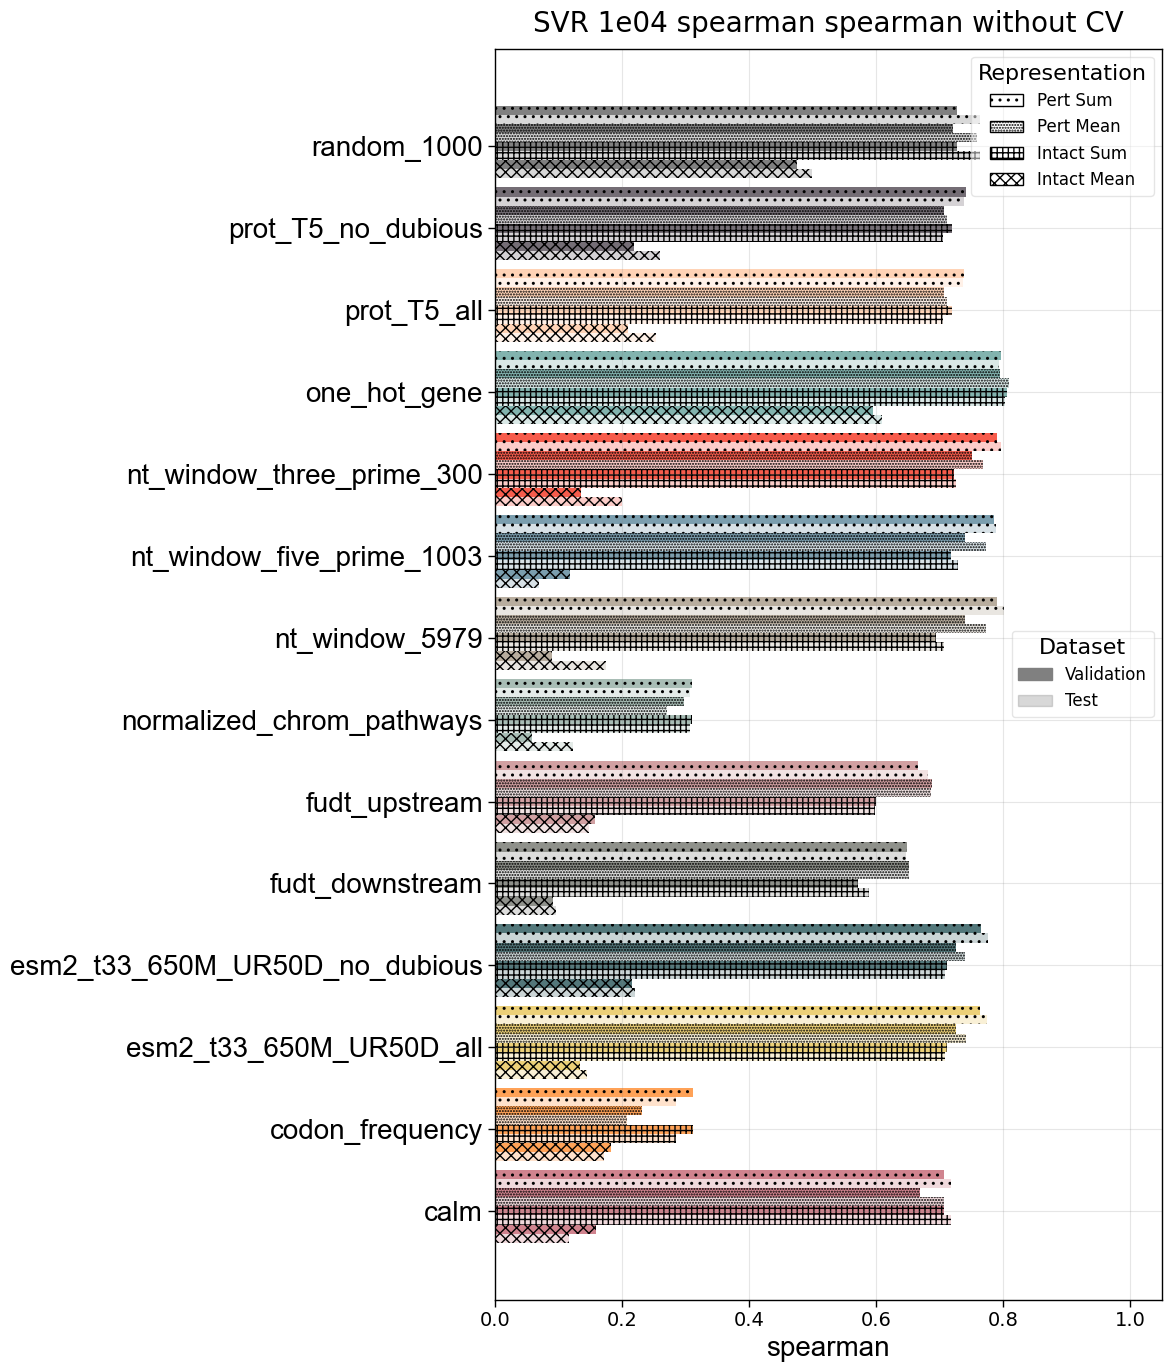 SVR 1e04 spearman spearman without CV
Representation
Pert Sum
Pert Mean
Intact Sum
Intact Mean
random_1000
prot_T5_no_dubious
prot_T5_all
one_hot_gene
nt_window_three_prime_300
nt_window_five_prime_1003
nt_window_5979
Dataset
Validation
Test
normalized_chrom_pathways
fudt_upstream
fudt_downstream
esm2_t33_650M_UR50D_no_dubious
esm2_t33_650M_UR50D_all
codon_frequency
calm
0.0 0.2 0.4 0.6 0.8 1.0
spearman